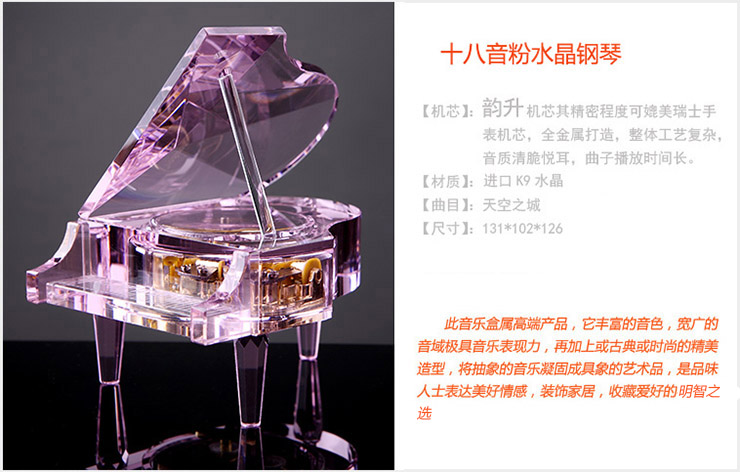 十八音粉水晶钢琴
【机芯】：韵升机芯其精密程度可媲美瑞士手
表机芯，全金属打造，整体工艺复杂，
音质清脆悦耳，曲子播放时间长。
【材质】：进口 K9 水晶
【曲目】：天空之城
【尺寸】：131*102*126
此音乐盒属高端产品，它丰富的音色，宽广的
音域极具音乐表现力，再加上或古典或时尚的精美
造型，将抽象的音乐凝固成具象的艺术品，是品味
人士表达美好情感，装饰家居，收藏爱好的明智之
选